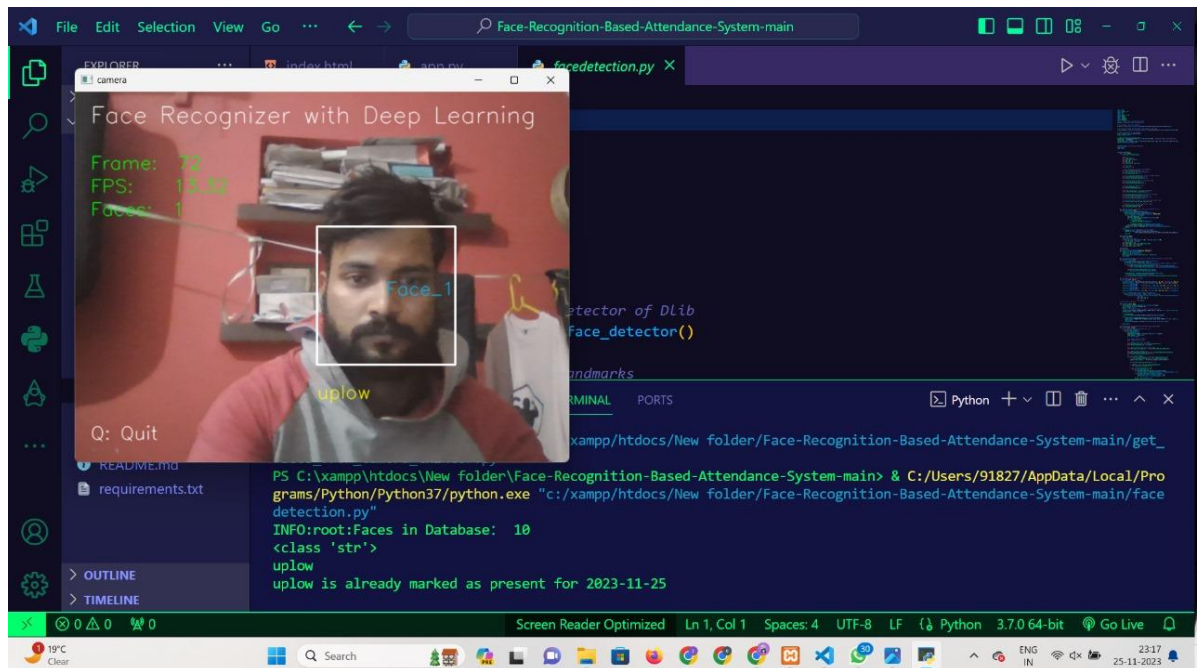 File Edit Selection View Go ··· Face-Recognition-Based-Attendance-System-main
EXPLORER ··· index.html app.py facedetection.py
camera
Face Recognizer with Deep Learning
Frame: 72
FPS: 13.32
Faces: 1
Face_1
uplow
Q: Quit
etector of Dlib
face_detector()
andmarks
RMINAL PORTS Python
xampp/htdocs/New folder/Face-Recognition-Based-Attendance-System-main/get_
README.md
requirements.txt
PS C:\xampp\htdocs\New folder\Face-Recognition-Based-Attendance-System-main> & C:/Users/91827/AppData/Local/Pro
grams/Python/Python37/python.exe "c:/xampp/htdocs/New folder/Face-Recognition-Based-Attendance-System-main/face
detection.py"
INFO:root:Faces in Database: 10
<class 'str'>
uplow
uplow is already marked as present for 2023-11-25
OUTLINE
TIMELINE
0 0 0 Screen Reader Optimized Ln 1, Col 1 Spaces: 4 UTF-8 LF Python 3.7.0 64-bit Go Live
1 19°C
Clear
Search 30 ENG
IN 23:17
25-11-2023